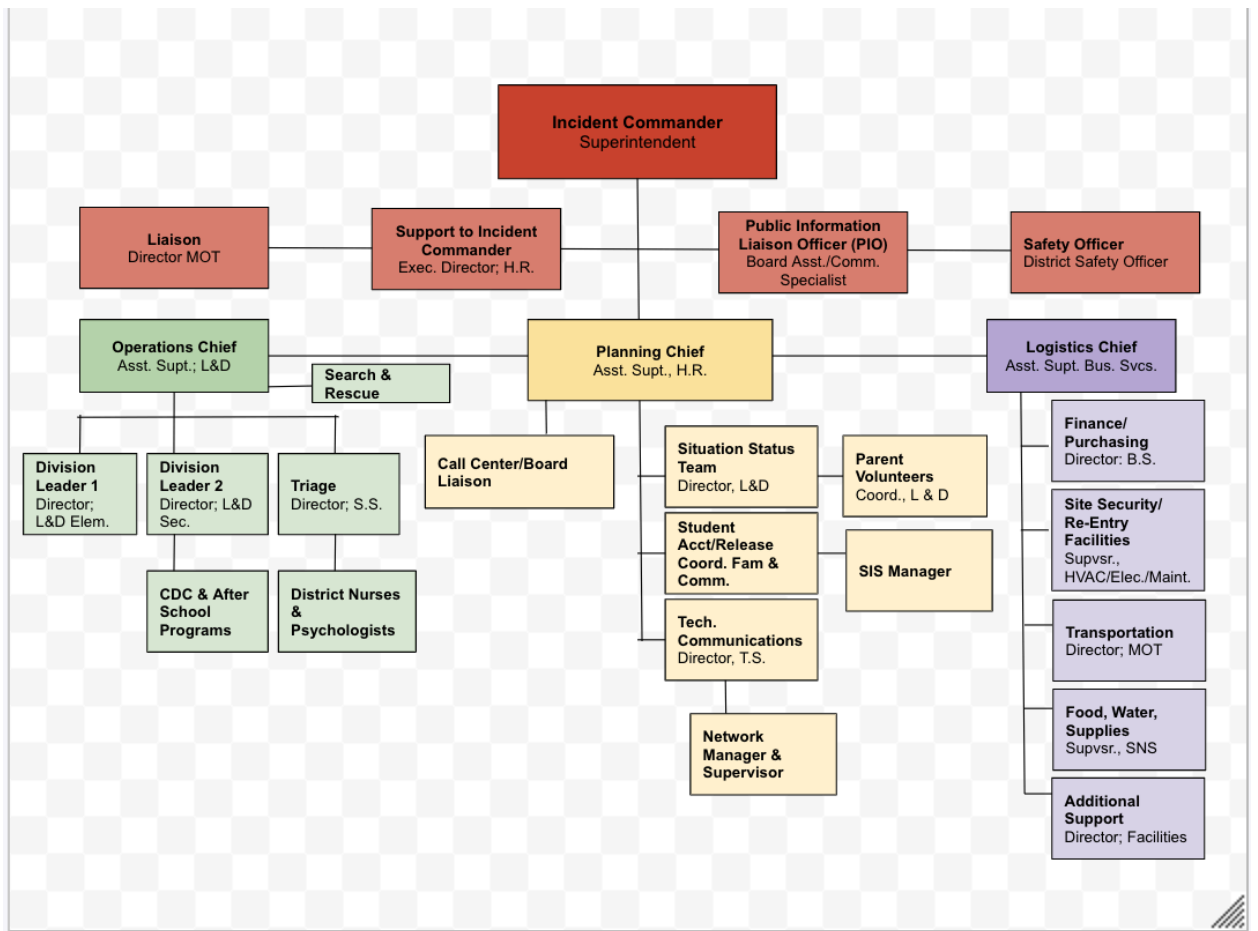 Incident Commander
Superintendent
Liaison
Director MOT
Support to Incident
Commander
Exec. Director; H.R.
Public Information
Liaison Officer (PIO)
Board Asst./Comm.
Specialist
Safety Officer
District Safety Officer
Operations Chief
Asst. Supt.; L&D
Planning Chief
Asst. Supt., H.R.
Logistics Chief
Asst. Supt. Bus. Svcs.
Search &
Rescue
Division
Leader 1
Director;
L&D Elem.
Division
Leader 2
Director; L&D
Sec.
Triage
Director; S.S.
CDC & After
School
Programs
District Nurses
&
Psychologists
Call Center/Board
Liaison
Situation Status
Team
Director, L&D
Parent
Volunteers
Coord., L & D
Student
Acct/Release
Coord. Fam &
Comm.
SIS Manager
Tech.
Communications
Director, T.S.
Network
Manager &
Supervisor
Finance/
Purchasing
Director: B.S.
Site Security/
Re-Entry
Facilities
Supvsr.,
HVAC/Elec./Maint.
Transportation
Director; MOT
Food, Water,
Supplies
Supvsr., SNS
Additional
Support
Director; Facilities